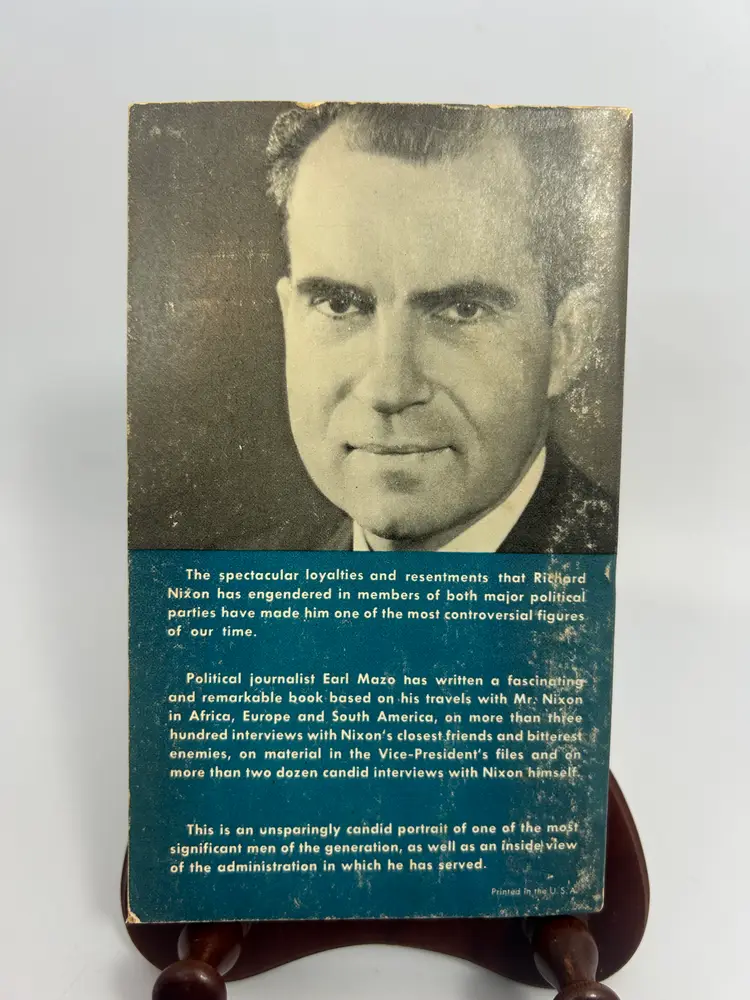 The spectacular loyalties and resentments that Richard
Nixon has engendered in members of both major political
parties have made him one of the most controversial figures
of our time.
Political journalist Earl Mazo has written a fascinating
and remarkable book based on his travels with Mr. Nixon
in Africa, Europe and South America, on more than three
hundred interviews with Nixon's closest friends and bitterest
enemies, on material in the Vice-President's files and on
more than two dozen candid interviews with Nixon himself.
This is an unsparingly candid portrait of one of the most
significant men of the generation, as well as an inside view
of the administration in which he has served.
Printed in the U.S.A.